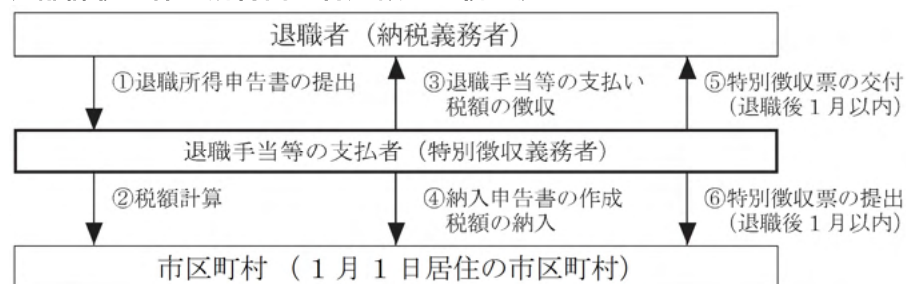 退職者（納税義務者）
①退職所得申告書の提出
③退職手当等の支払い
税額の徴収
⑤特別徴収票の交付
（退職後１月以内）
退職手当等の支払者（特別徴収義務者）
②税額計算
④納入申告書の作成
税額の納入
⑥特別徴収票の提出
（退職後１月以内）
市区町村（１月１日居住の市区町村）